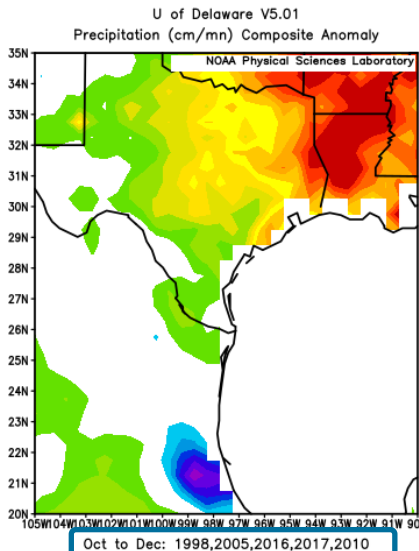 U of Delaware V5.01
Precipitation (cm/mn) Composite Anomaly
NOAA Physical Sciences Laboratory
35N
34N
33N
32N
31N
30N
29N
28N
27N
26N
25N
24N
23N
22N
21N
20N
105W104W103W102W101W100W99W 98W 97W 96W 95W 94W 93W 92W 91W 90
Oct to Dec: 1998,2005,2016,2017,2010